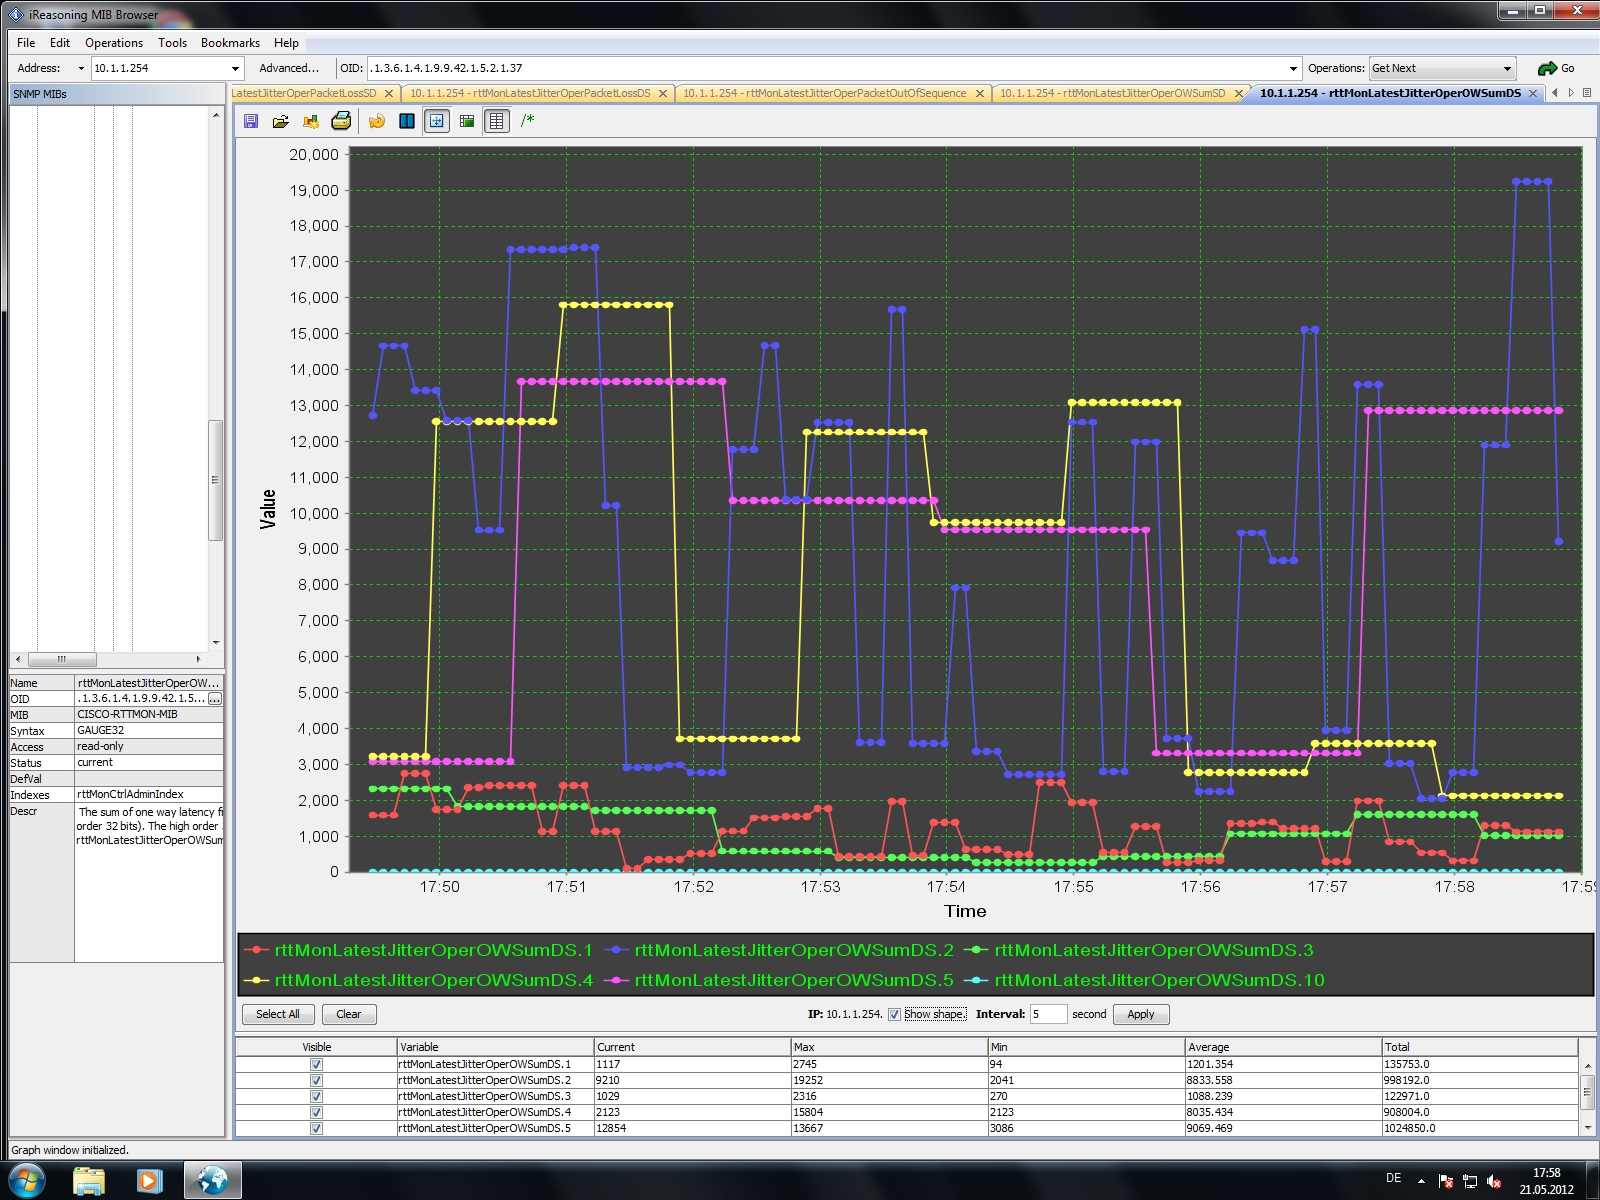 iReasoning MIB Browser
File Edit Operations Tools Bookmarks Help
Address: 10.1.1.254 Advanced... OID: .1.3.6.1.4.1.9.9.42.1.5.2.1.37 Operations: Get Next Go
SNMP MIBs
LatestJitterOperPacketLossSD 10.1.1.254 - rttMonLatestJitterOperPacketLossDS 10.1.1.254 - rttMonLatestJitterOperPacketOutOfSequence 10.1.1.254 - rttMonLatestJitterOperOWSumSD 10.1.1.254 - rttMonLatestJitterOperOWSumDS
/*
20,000
19,000
18,000
17,000
16,000
15,000
14,000
13,000
12,000
11,000
10,000
9,000
8,000
7,000
6,000
5,000
4,000
3,000
2,000
1,000
0
Value
17:50 17:51 17:52 17:53 17:54 17:55 17:56 17:57 17:58 17:59
Time
rttMonLatestJitterOperOWSumDS.1 rttMonLatestJitterOperOWSumDS.2 rttMonLatestJitterOperOWSumDS.3
rttMonLatestJitterOperOWSumDS.4 rttMonLatestJitterOperOWSumDS.5 rttMonLatestJitterOperOWSumDS.10
Select All Clear IP: 10.1.1.254. Show shape. Interval: 5 second Apply
Visible Variable Current Max Min Average Total
rttMonLatestJitterOperOWSumDS.1 1117 2745 94 1201.354 135753.0
rttMonLatestJitterOperOWSumDS.2 9210 19252 2041 8833.558 998192.0
rttMonLatestJitterOperOWSumDS.3 1029 2316 270 1088.239 122971.0
rttMonLatestJitterOperOWSumDS.4 2123 15804 2123 8035.434 908004.0
rttMonLatestJitterOperOWSumDS.5 12854 13667 3086 9069.469 1024850.0
Name rttMonLatestJitterOperOW...
OID .1.3.6.1.4.1.9.9.42.1.5... ...
MIB CISCO-RTTMON-MIB
Syntax GAUGE32
Access read-only
Status current
DefVal
Indexes rttMonCtrlAdminIndex
Descr The sum of one way latency f
order 32 bits). The high order
rttMonLatestJitterOperOWSum
Graph window initialized.
DE 17:58
21.05.2012